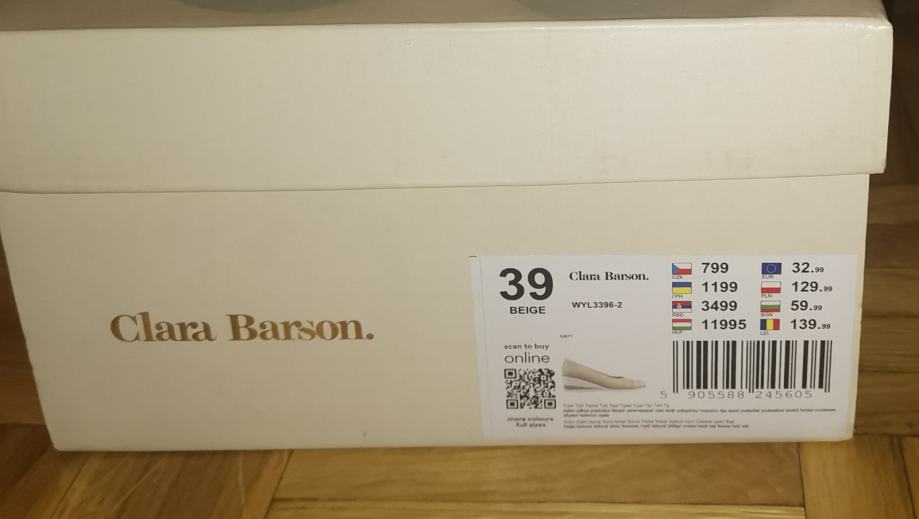 Clara Barson.
39
BEIGE
Clara Barson.
WYL3396-2
scan to buy
online
more colours
full sizes
CZK 799
EUR 32.99
ГРН 1199
PLN 129.99
RSD 3499
BGN 59.99
HUF 11995
LEI 139.99
5 905588 245605